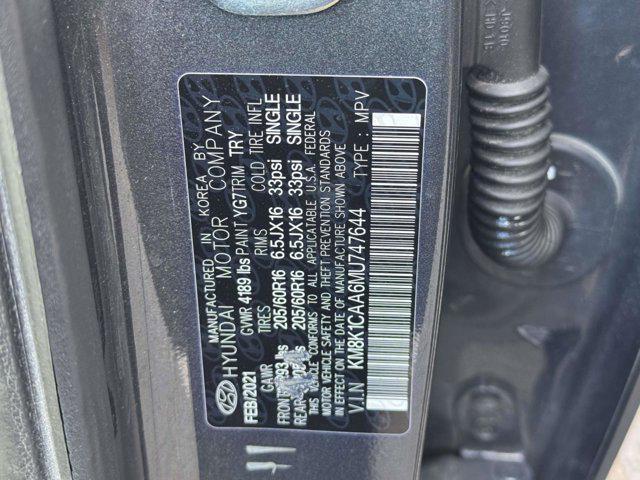 MANUFACTURED IN KOREA BY
HYUNDAI MOTOR COMPANY
FEB/2021 GVWR 4189 lbs PAINT YG7 TRIM TRY
GAWR TIRES RIMS COLD TIRE INFL
FRONT lbs 205/60R16 6.5JX16 33psi SINGLE
REAR 205/60R16 6.5JX16 33psi SINGLE
THIS VEHICLE CONFORMS TO ALL APPLICABLE U.S.A. FEDERAL
MOTOR VEHICLE SAFETY AND THEFT PREVENTION STANDARDS
IN EFFECT ON THE DATE OF MANUFACTURE SHOWN ABOVE
V.I.N KM8K1CAA6MU747644 TYPE : MPV